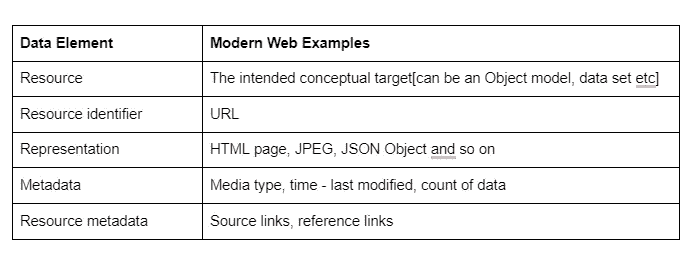 Data Element Modern Web Examples
Resource The intended conceptual target[can be an Object model, data set etc]
Resource identifier URL
Representation HTML page, JPEG, JSON Object and so on
Metadata Media type, time - last modified, count of data
Resource metadata Source links, reference links